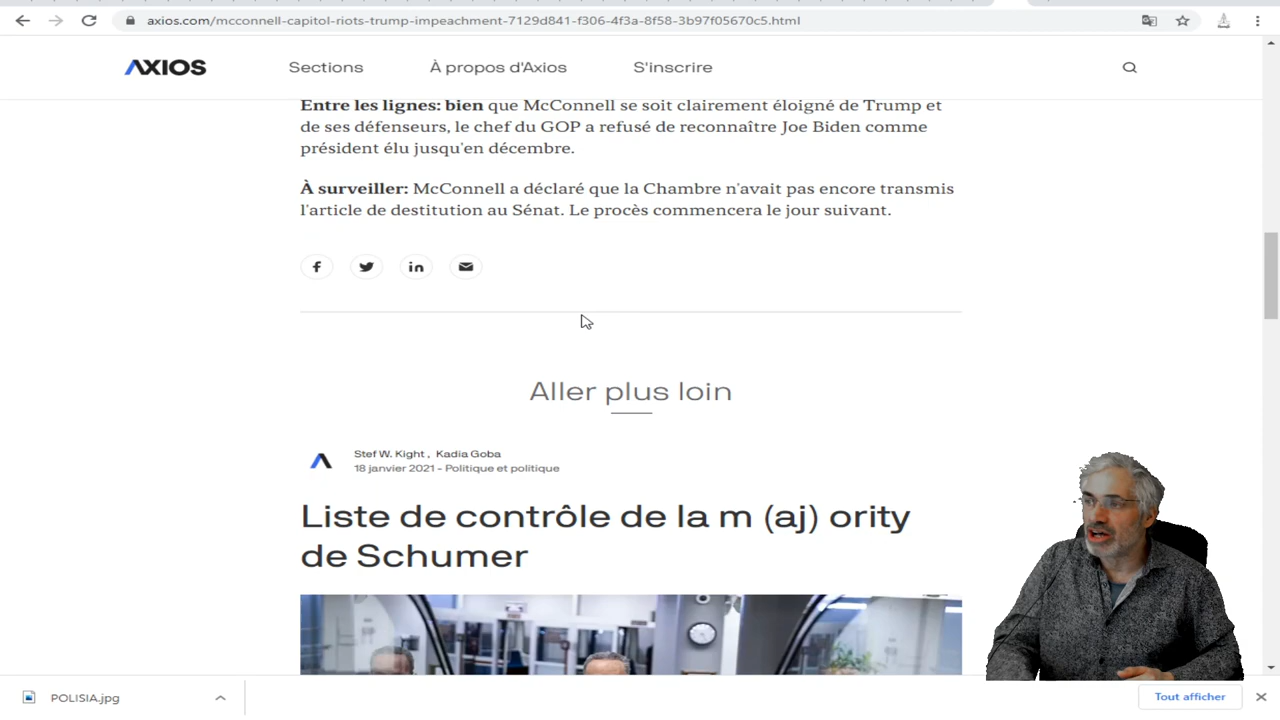 axios.com/mcconnell-capitol-riots-trump-impeachment-7129d841-f306-4f3a-8f58-3b97f05670c5.html
AXIOS
Sections
À propos d'Axios
S'inscrire
Entre les lignes: bien que McConnell se soit clairement éloigné de Trump et
de ses défenseurs, le chef du GOP a refusé de reconnaître Joe Biden comme
président élu jusqu'en décembre.
À surveiller: McConnell a déclaré que la Chambre n'avait pas encore transmis
l'article de destitution au Sénat. Le procès commencera le jour suivant.
Aller plus loin
Stef W. Kight , Kadia Goba
18 janvier 2021 - Politique et politique
Liste de contrôle de la m (aj) ority
de Schumer
POLISIA.jpg
Tout afficher